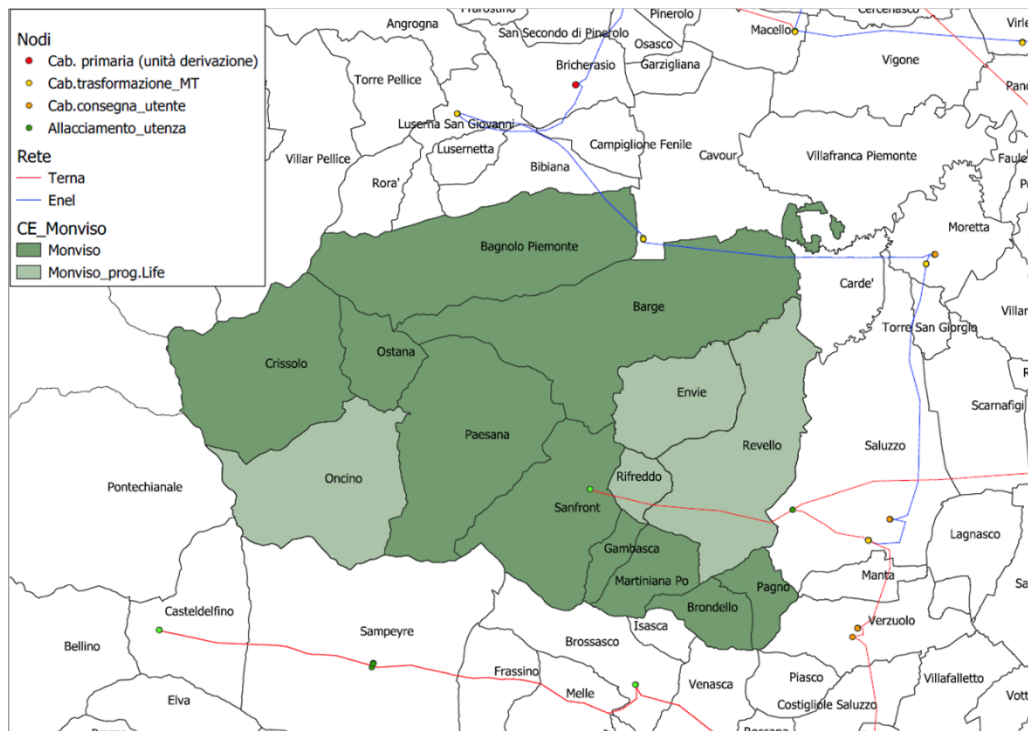 Nodi
Cab. primaria (unità derivazione)
Cab.trasformazione_MT
Cab.consegna_utente
Allacciamento_utenza
Rete
Terna
Enel
CE_Monviso
Monviso
Monviso_prog.Life
Angrogna
San Secondo di Pinerolo
Pinerolo
Macello
Osasco
Bricherasio
Garzigliana
Vigone
Torre Pellice
Luserna San Giovanni
Lusernetta
Campiglione Fenile
Cavour
Villafranca Piemonte
Villar Pellice
Bibiana
Rora'
Moretta
Bagnolo Piemonte
Carde'
Barge
Torre San Giorgio
Ostana
Crissolo
Envie
Scarnafigi
Paesana
Revello
Saluzzo
Oncino
Rifreddo
Pontechianale
Sanfront
Lagnasco
Gambasca
Manta
Martiniana Po
Pagno
Brondello
Casteldelfino
Verzuolo
Isasca
Sampeyre
Brossasco
Bellino
Frassino
Venasca
Piasco
Villafalletto
Melle
Elva
Costigliole Saluzzo